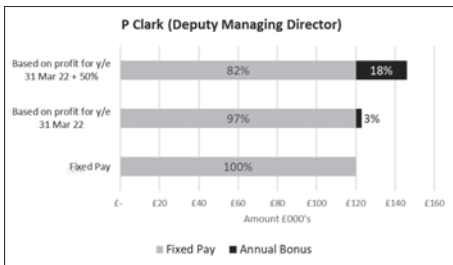 P Clark (Deputy Managing Director)
Based on profit for y/e
31 Mar 22 + 50%
82%
18%
Based on profit for y/e
31 Mar 22
97%
3%
Fixed Pay
100%
£- £20 £40 £60 £80 £100 £120 £140 £160
Amount £000's
Fixed Pay Annual Bonus